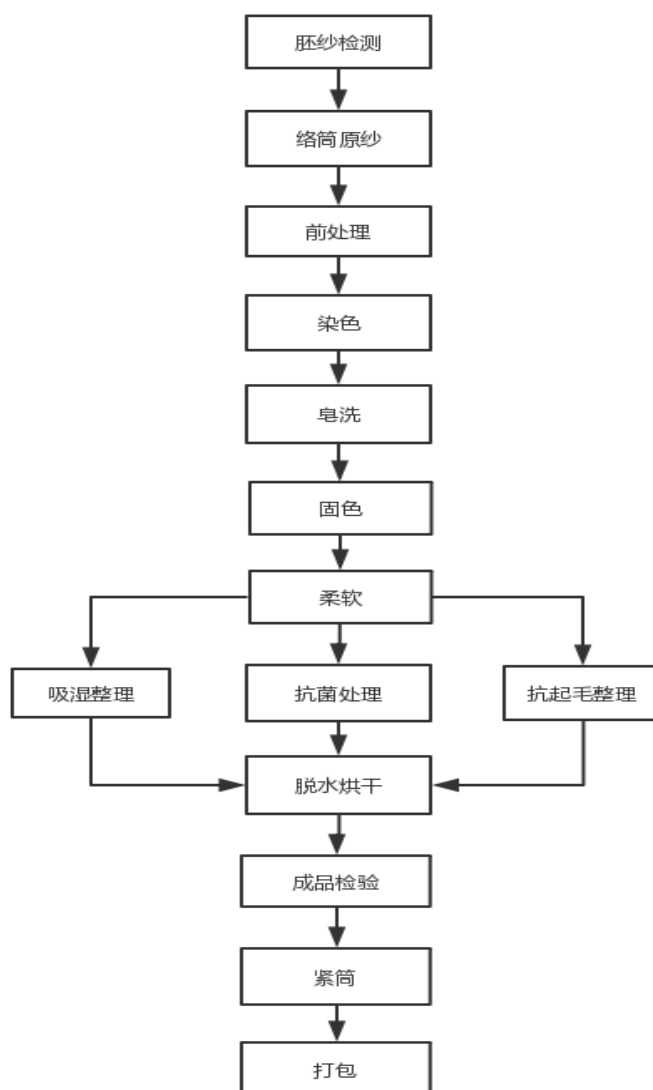 胚纱检测
络筒原纱
前处理
染色
皂洗
固色
柔软
吸湿整理
抗菌处理
抗起毛整理
脱水烘干
成品检验
紧筒
打包